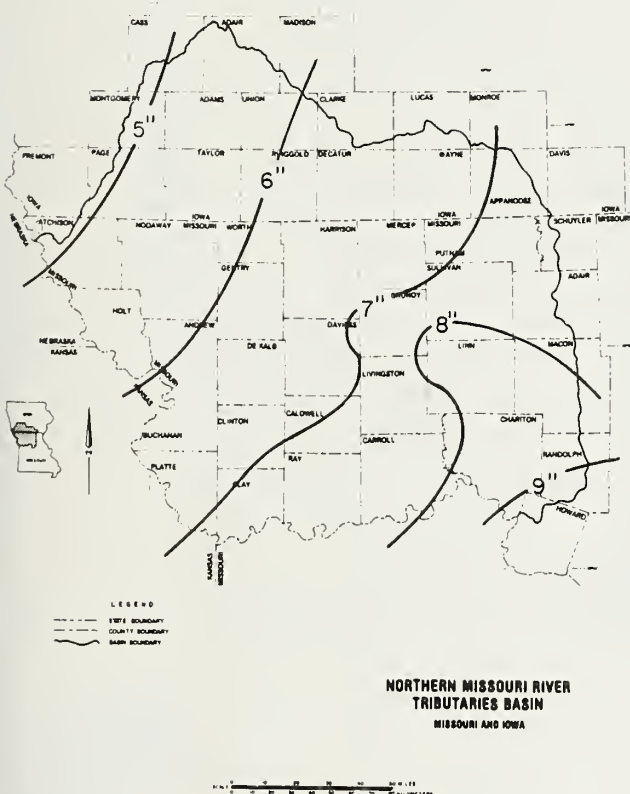 CASS ADAIR MADISON
MONTGOMERY ADAMS UNION CLARKE LUCAS MONROE
5"
FREMONT PAGE TAYLOR RINGGOLD DECATUR WAYNE DAVIS
6"
IOWA
ATCHISON
APPANOOSE
NEBRASKA
MISSOURI
NODAWAY
IOWA
MISSOURI
WORTH
HARRISON
MERCER
IOWA
MISSOURI
SCHUYLER
IOWA
MISSOURI
PUTNAM
SULLIVAN
GENTRY
ADAIR
HOLT
GRUNDY
7"
ANDREW
DAVIESS
8"
NEBRASKA
KANSAS
DE KALB
LINN
MACON
MISSOURI
KANSAS
LIVINGSTON
CLINTON
CALDWELL
CHARITON
BUCHANAN
CARROLL
RANDOLPH
PLATTE
RAY
CLAY
9"
HOWARD
KANSAS
MISSOURI
N
LEGEND
STATE BOUNDARY
COUNTY BOUNDARY
BASIN BOUNDARY
NORTHERN MISSOURI RIVER
TRIBUTARIES BASIN
MISSOURI AND IOWA